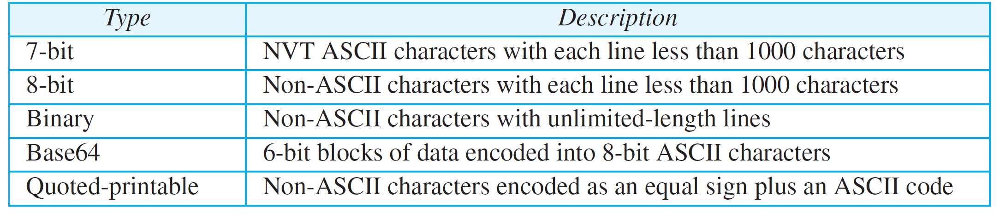 Type Description
7-bit NVT ASCII characters with each line less than 1000 characters
8-bit Non-ASCII characters with each line less than 1000 characters
Binary Non-ASCII characters with unlimited-length lines
Base64 6-bit blocks of data encoded into 8-bit ASCII characters
Quoted-printable Non-ASCII characters encoded as an equal sign plus an ASCII code